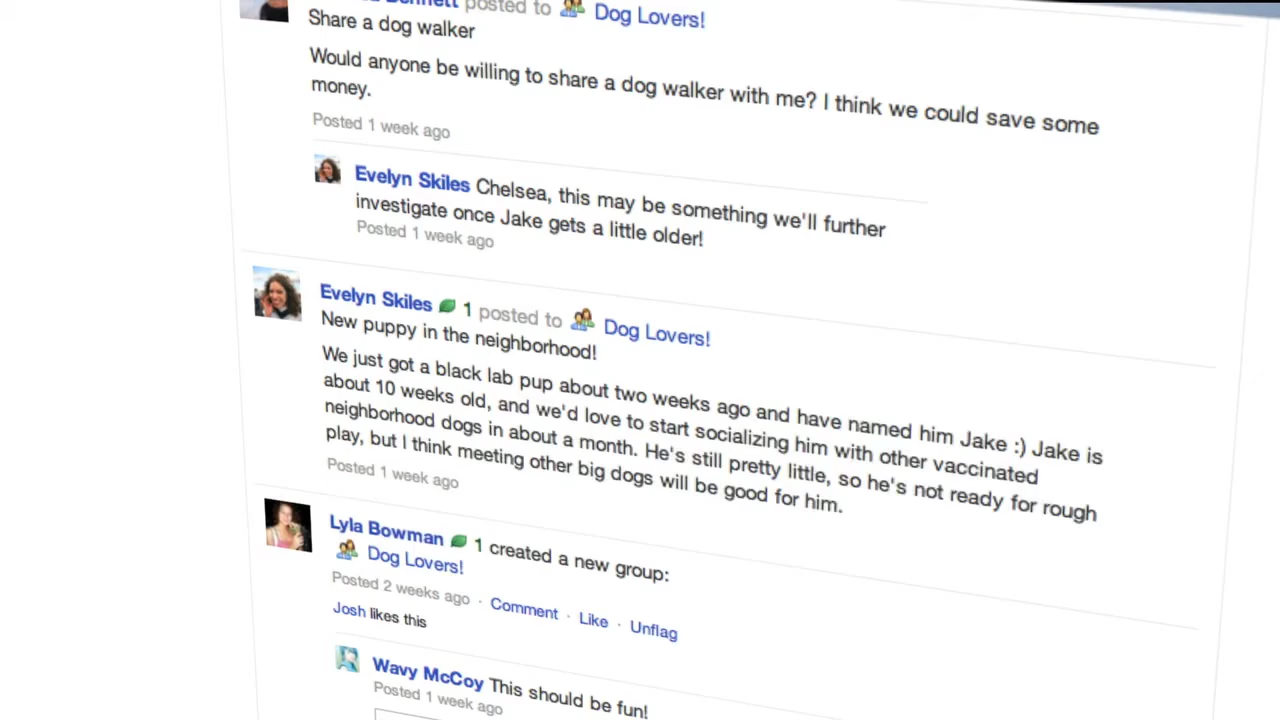 posted to Dog Lovers!
Share a dog walker
Would anyone be willing to share a dog walker with me? I think we could save some
money.
Posted 1 week ago
Evelyn Skiles Chelsea, this may be something we'll further
investigate once Jake gets a little older!
Posted 1 week ago
Evelyn Skiles 1 posted to Dog Lovers!
New puppy in the neighborhood!
We just got a black lab pup about two weeks ago and have named him Jake :) Jake is
about 10 weeks old, and we'd love to start socializing him with other vaccinated
neighborhood dogs in about a month. He's still pretty little, so he's not ready for rough
play, but I think meeting other big dogs will be good for him.
Posted 1 week ago
Lyla Bowman 1 created a new group:
Dog Lovers!
Posted 2 weeks ago · Comment · Like · Unflag
Josh likes this
Wavy McCoy This should be fun!
Posted 1 week ago